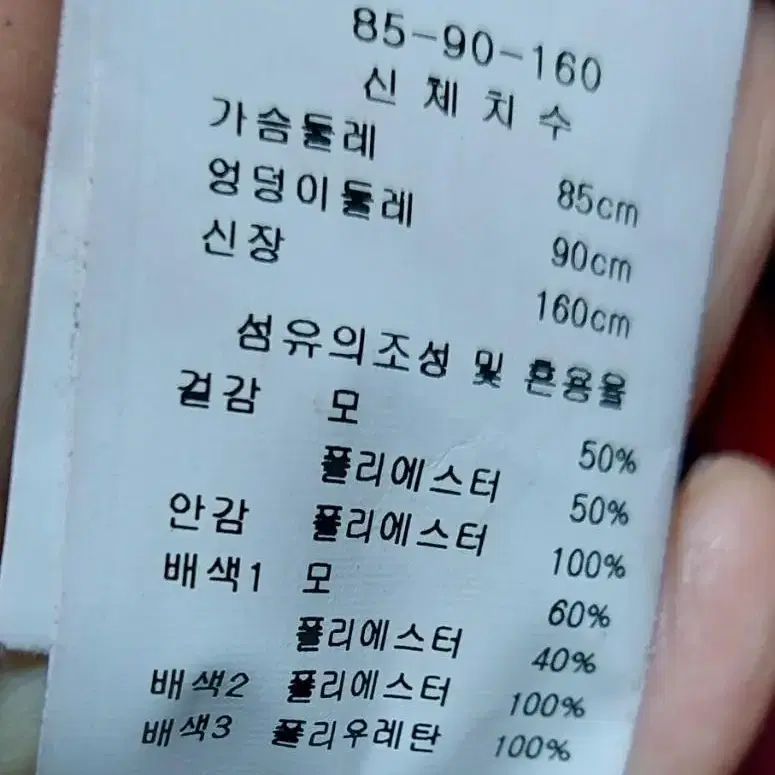 85-90-160
신체치수
가슴둘레 85cm
엉덩이둘레 90cm
신장 160cm
섬유의조성 및 혼용율
겉감 모 50%
폴리에스터 50%
안감 폴리에스터 100%
배색1 모 60%
폴리에스터 40%
배색2 폴리에스터 100%
배색3 폴리우레탄 100%